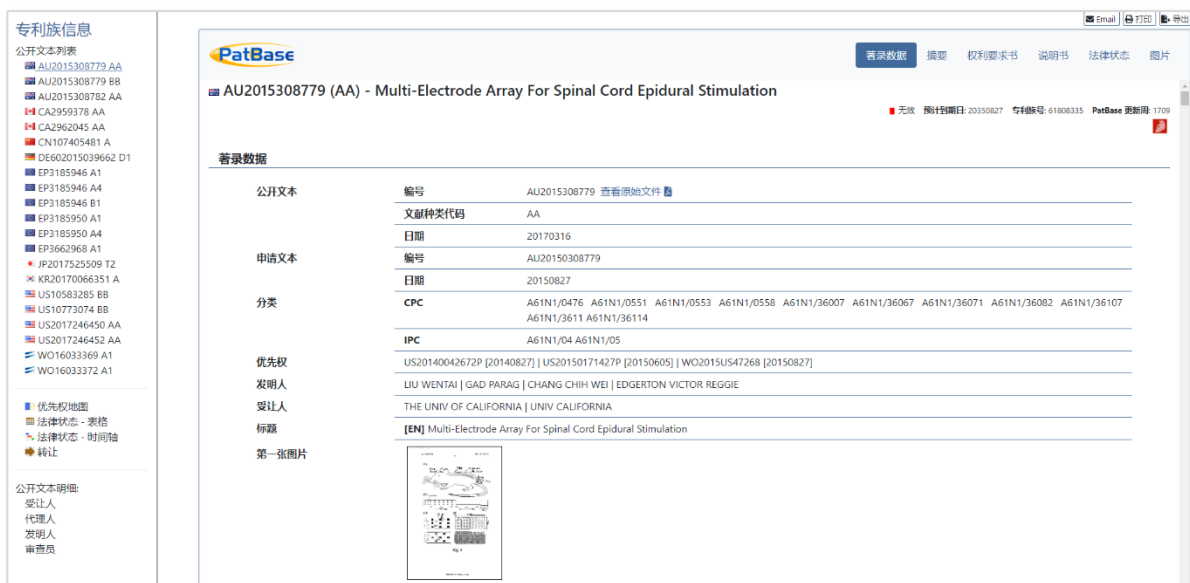 Email 打印 导出
专利族信息
公开文本列表
AU2015308779 AA
AU2015308779 BB
AU2015308782 AA
CA2959378 AA
CA2962045 AA
CN107405481 A
DE602015039662 D1
EP3185946 A1
EP3185946 A4
EP3185946 B1
EP3185950 A1
EP3185950 A4
EP3662968 A1
JP2017525509 T2
KR20170066351 A
US10583285 BB
US10773074 BB
US2017246450 AA
US2017246452 AA
WO16033369 A1
WO16033372 A1
优先权地图
法律状态 - 表格
法律状态 - 时间轴
转让
公开文本明细:
受让人
代理人
发明人
审查员
PatBase
著录数据 摘要 权利要求书 说明书 法律状态 图片
AU2015308779 (AA) - Multi-Electrode Array For Spinal Cord Epidural Stimulation
无效 预计到期日: 20350827 专利族号: 61808335 PatBase 更新周: 1709
著录数据
公开文本 编号 AU2015308779 查看原始文件
文献种类代码 AA
日期 20170316
申请文本 编号 AU20150308779
日期 20150827
分类 CPC A61N1/0476 A61N1/0551 A61N1/0553 A61N1/0558 A61N1/36007 A61N1/36067 A61N1/36071 A61N1/36082 A61N1/36107
A61N1/3611 A61N1/36114
IPC A61N1/04 A61N1/05
优先权 US20140042672P [20140827] | US20150171427P [20150605] | WO2015US47268 [20150827]
发明人 LIU WENTAI | GAD PARAG | CHANG CHIH WEI | EDGERTON VICTOR REGGIE
受让人 THE UNIV OF CALIFORNIA | UNIV CALIFORNIA
标题 [EN] Multi-Electrode Array For Spinal Cord Epidural Stimulation
第一张图片